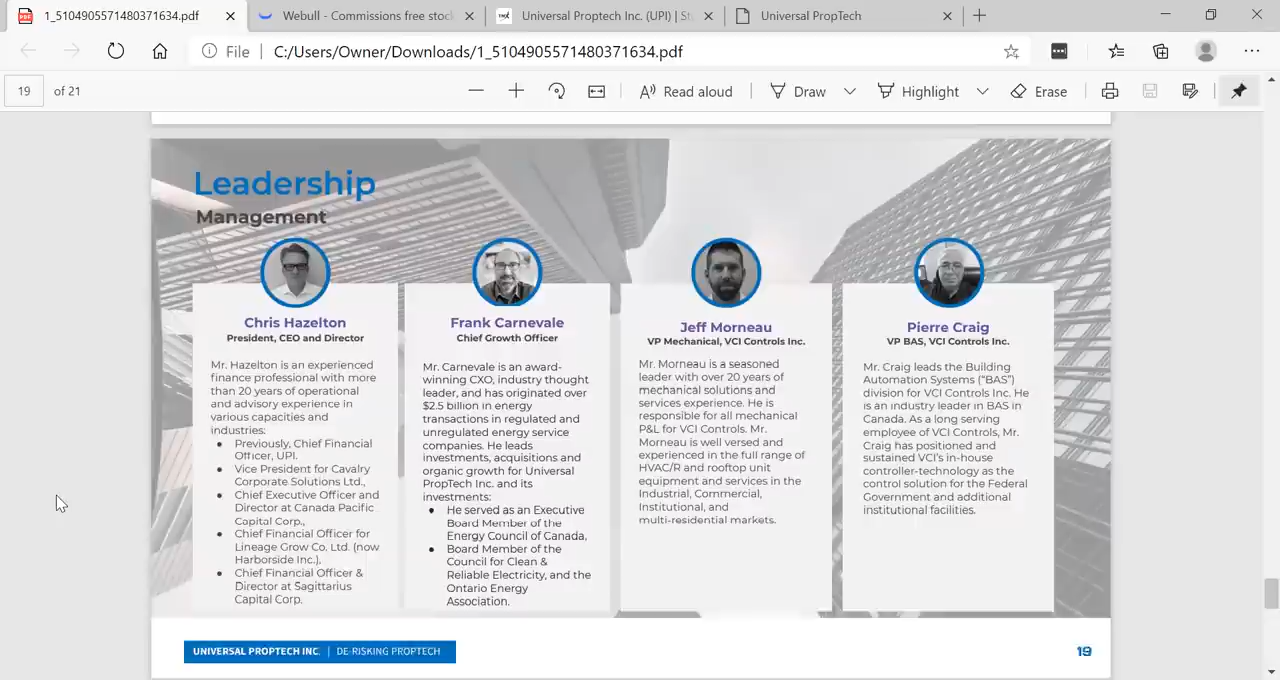 1_5104905571480371634.pdf
Webull - Commissions free stoc
Universal Proptech Inc. (UPI) | St
Universal PropTech
File
C:/Users/Owner/Downloads/1_5104905571480371634.pdf
19 of 21
Read aloud
Draw
Highlight
Erase
Leadership
Management
Chris Hazelton
President, CEO and Director
Mr. Hazelton is an experienced
finance professional with more
than 20 years of operational
and advisory experience in
various capacities and
industries:
• Previously, Chief Financial
Officer, UPI.
• Vice President for Cavalry
Corporate Solutions Ltd.,
• Chief Executive Officer and
Director at Canada Pacific
Capital Corp.,
• Chief Financial Officer for
Lineage Grow Co. Ltd. (now
Harborside Inc.),
• Chief Financial Officer &
Director at Sagittarius
Capital Corp.
Frank Carnevale
Chief Growth Officer
Mr. Carnevale is an award-
winning CXO, industry thought
leader, and has originated over
$2.5 billion in energy
transactions in regulated and
unregulated energy service
companies. He leads
investments, acquisitions and
organic growth for Universal
PropTech Inc. and its
investments:
• He served as an Executive
Board Member of the
Energy Council of Canada,
• Board Member of the
Council for Clean &
Reliable Electricity, and the
Ontario Energy
Association.
Jeff Morneau
VP Mechanical, VCI Controls Inc.
Mr. Morneau is a seasoned
leader with over 20 years of
mechanical solutions and
services experience. He is
responsible for all mechanical
P&L for VCI Controls. Mr.
Morneau is well versed and
experienced in the full range of
HVAC/R and rooftop unit
equipment and services in the
Industrial, Commercial,
Institutional, and
multi-residential markets.
Pierre Craig
VP BAS, VCI Controls Inc.
Mr. Craig leads the Building
Automation Systems ("BAS")
division for VCI Controls Inc. He
is an industry leader in BAS in
Canada. As a long serving
employee of VCI Controls, Mr.
Craig has positioned and
sustained VCI's in-house
controller-technology as the
control solution for the Federal
Government and additional
institutional facilities.
UNIVERSAL PROPTECH INC. | DE-RISKING PROPTECH
19